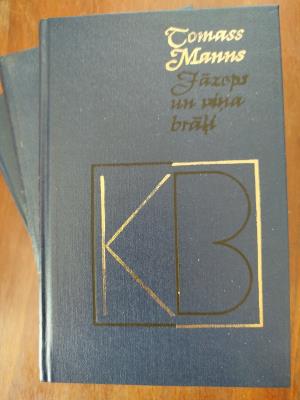 Tomass
Manns
Jāzeps
un viņa
brāļi
KB